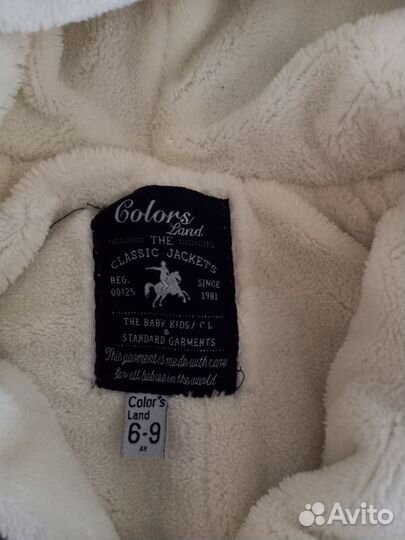 Colors
Land
THE
CLASSIC JACKETS
BEG. SINCE
00125 1981
THE BABY KIDS / C.L
&
STANDARD GARMENTS
This garment is made with care
for all babies in the world
Color's
Land
6-9
AY
Avito